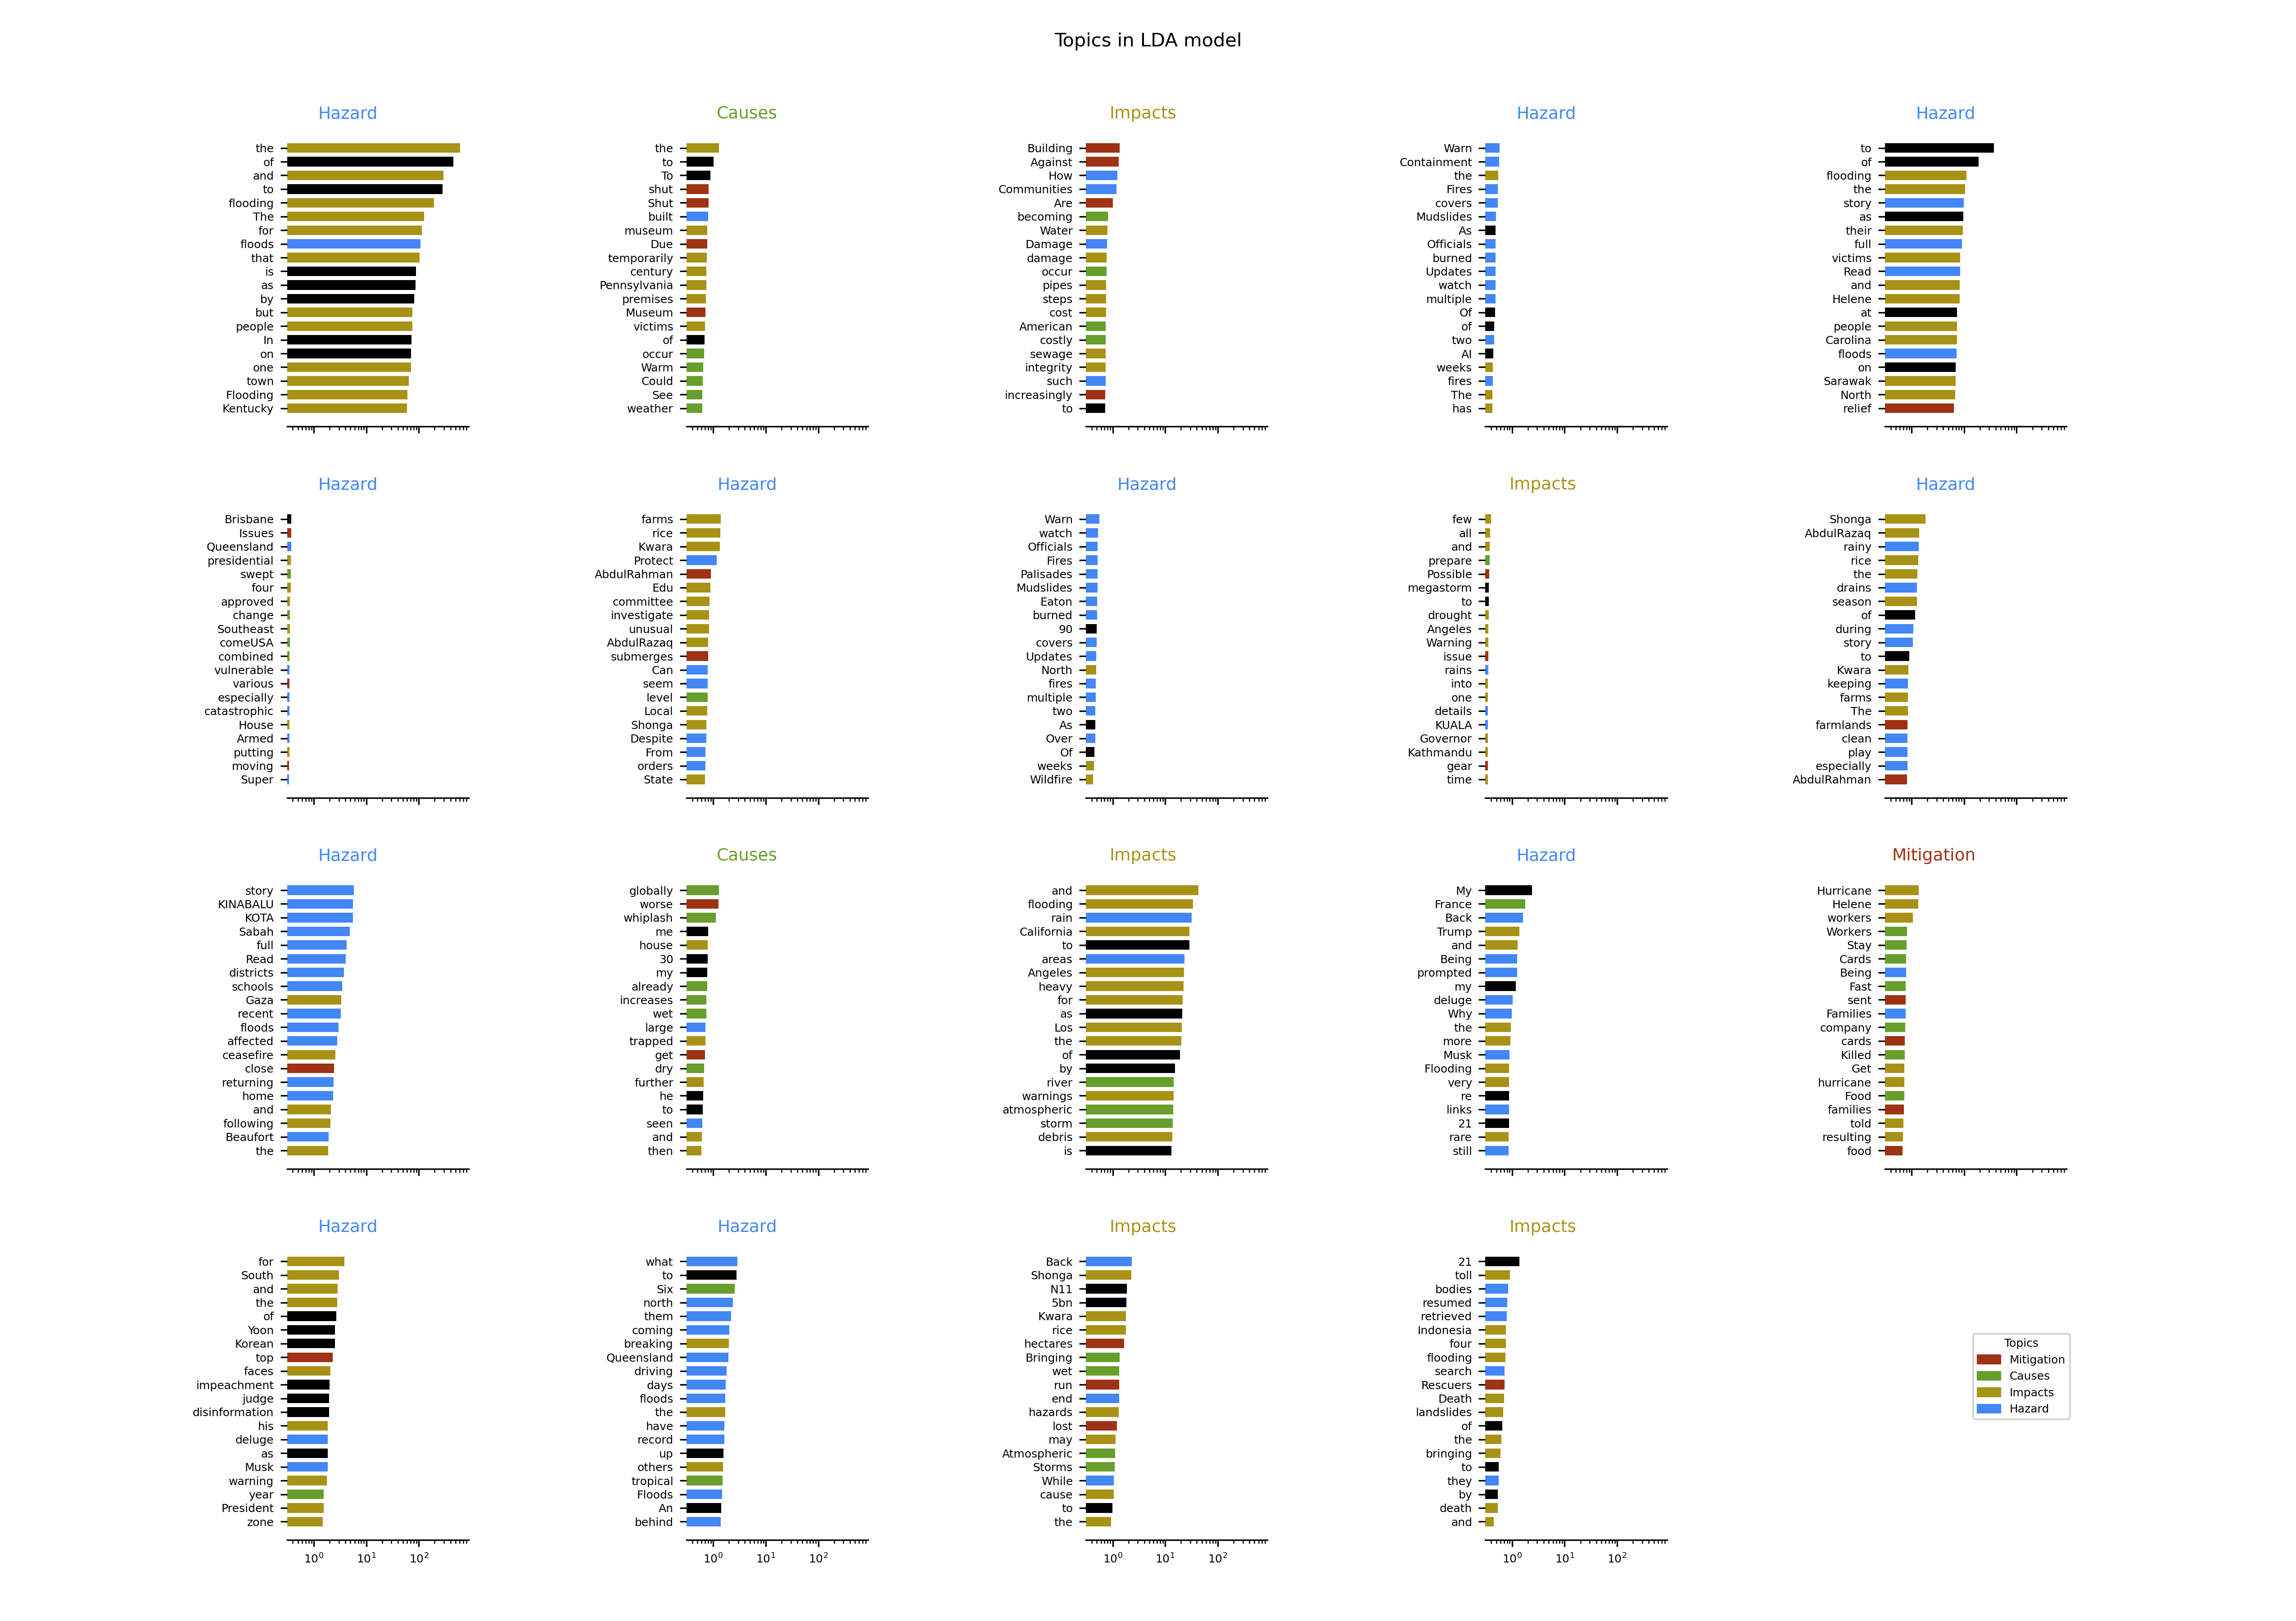 Topics in LDA model
Hazard
the
of
and
to
flooding
The
for
floods
that
is
as
by
but
people
In
on
one
town
Flooding
Kentucky
Causes
the
to
To
shut
Shut
built
museum
Due
temporarily
century
Pennsylvania
premises
Museum
victims
of
occur
Warm
Could
See
weather
Impacts
Building
Against
How
Communities
Are
becoming
Water
Damage
damage
occur
pipes
steps
cost
American
costly
sewage
integrity
such
increasingly
to
Hazard
Warn
Containment
the
Fires
covers
Mudslides
As
Officials
burned
Updates
watch
multiple
Of
of
two
AI
weeks
fires
The
has
Hazard
to
of
flooding
the
story
as
their
full
victims
Read
and
Helene
at
people
Carolina
floods
on
Sarawak
North
relief
Hazard
Brisbane
Issues
Queensland
presidential
swept
four
approved
change
Southeast
comeUSA
combined
vulnerable
various
especially
catastrophic
House
Armed
putting
moving
Super
Hazard
farms
rice
Kwara
Protect
AbdulRahman
Edu
committee
investigate
unusual
AbdulRazaq
submerges
Can
seem
level
Local
Shonga
Despite
From
orders
State
Hazard
Warn
watch
Officials
Fires
Palisades
Mudslides
Eaton
burned
90
covers
Updates
North
fires
multiple
two
As
Over
Of
weeks
Wildfire
Impacts
few
all
and
prepare
Possible
megastorm
to
drought
Angeles
Warning
issue
rains
into
one
details
KUALA
Governor
Kathmandu
gear
time
Hazard
Shonga
AbdulRazaq
rainy
rice
the
drains
season
of
during
story
to
Kwara
keeping
farms
The
farmlands
clean
play
especially
AbdulRahman
Hazard
story
KINABALU
KOTA
Sabah
full
Read
districts
schools
Gaza
recent
floods
affected
ceasefire
close
returning
home
and
following
Beaufort
the
Causes
globally
worse
whiplash
me
house
30
my
already
increases
wet
large
trapped
get
dry
further
he
to
seen
and
then
Impacts
and
flooding
rain
California
to
areas
Angeles
heavy
for
as
Los
the
of
by
river
warnings
atmospheric
storm
debris
is
Hazard
My
France
Back
Trump
and
Being
prompted
my
deluge
Why
the
more
Musk
Flooding
very
re
links
21
rare
still
Mitigation
Hurricane
Helene
workers
Workers
Stay
Cards
Being
Fast
sent
Families
company
cards
Killed
Get
hurricane
Food
families
told
resulting
food
Hazard
for
South
and
the
of
Yoon
Korean
top
faces
impeachment
judge
disinformation
his
deluge
as
Musk
warning
year
President
zone
10⁰ 10¹ 10²
Hazard
what
to
Six
north
them
coming
breaking
Queensland
driving
days
floods
the
have
record
up
others
tropical
Floods
An
behind
10⁰ 10¹ 10²
Impacts
Back
Shonga
N11
5bn
Kwara
rice
hectares
Bringing
wet
run
end
hazards
lost
may
Atmospheric
Storms
While
cause
to
the
10⁰ 10¹ 10²
Impacts
21
toll
bodies
resumed
retrieved
Indonesia
four
flooding
search
Rescuers
Death
landslides
of
the
bringing
to
they
by
death
and
10⁰ 10¹ 10²
Topics
Mitigation
Causes
Impacts
Hazard